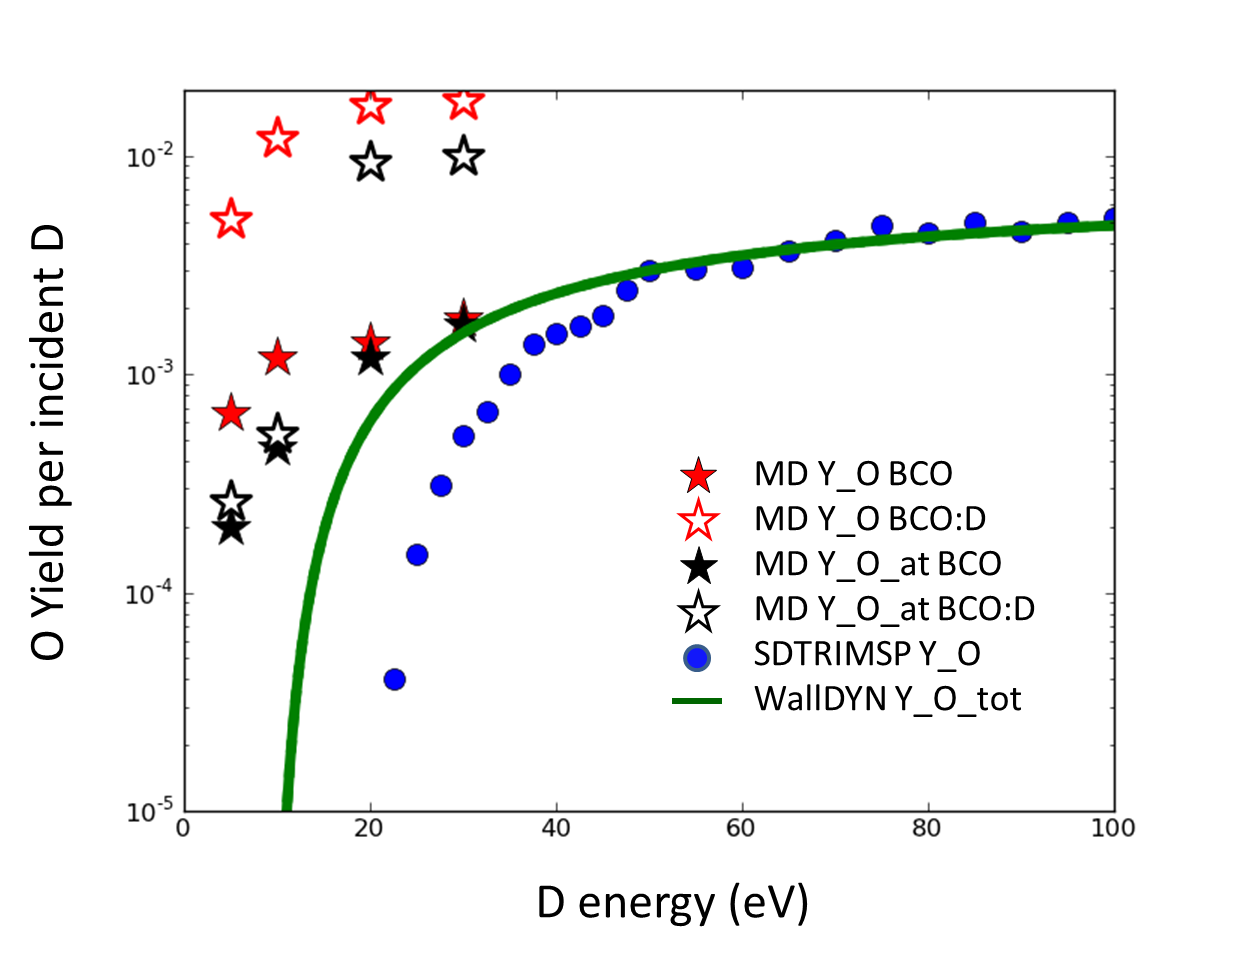 O Yield per incident D
10-2
10-3
10-4
10-5
0 20 40 60 80 100
D energy (eV)
MD Y_O BCO
MD Y_O BCO:D
MD Y_O_at BCO
MD Y_O_at BCO:D
SDTRIMSP Y_O
WallDYN Y_O_tot